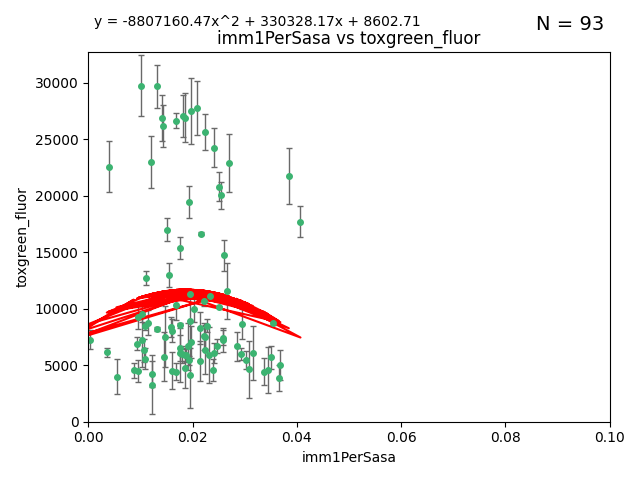 y = -8807160.47x^2 + 330328.17x + 8602.71
N = 93
imm1PerSasa vs toxgreen_fluor
30000
25000
20000
15000
10000
5000
0
toxgreen_fluor
0.00 0.02 0.04 0.06 0.08 0.10
imm1PerSasa